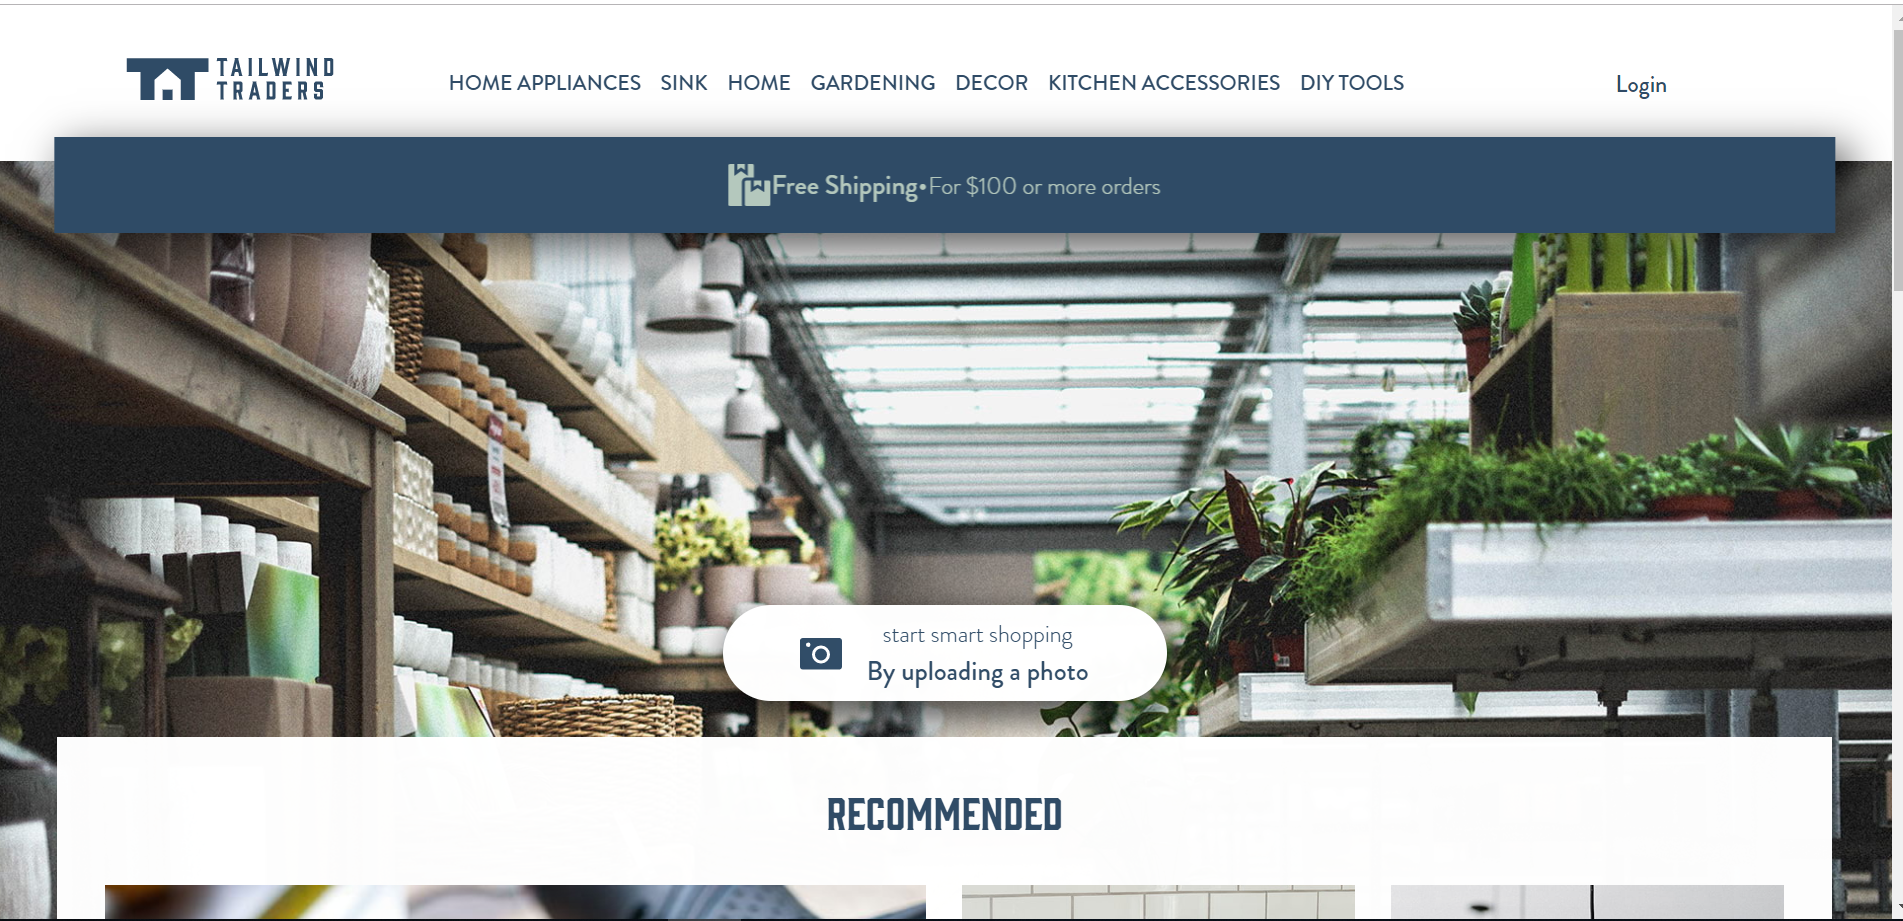 TAILWIND
TRADERS
HOME APPLIANCES SINK HOME GARDENING DECOR KITCHEN ACCESSORIES DIY TOOLS
Login
Free Shipping•For $100 or more orders
start smart shopping
By uploading a photo
RECOMMENDED